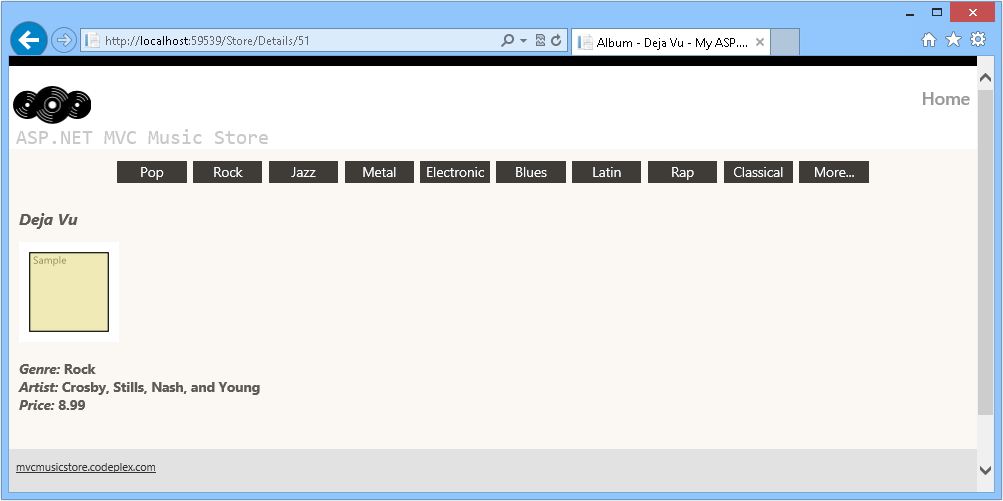 http://localhost:59539/Store/Details/51
Album - Deja Vu - My ASP....
Home
ASP.NET MVC Music Store
Pop Rock Jazz Metal Electronic Blues Latin Rap Classical More...
Deja Vu
Sample
Genre: Rock
Artist: Crosby, Stills, Nash, and Young
Price: 8.99
mvcmusicstore.codeplex.com